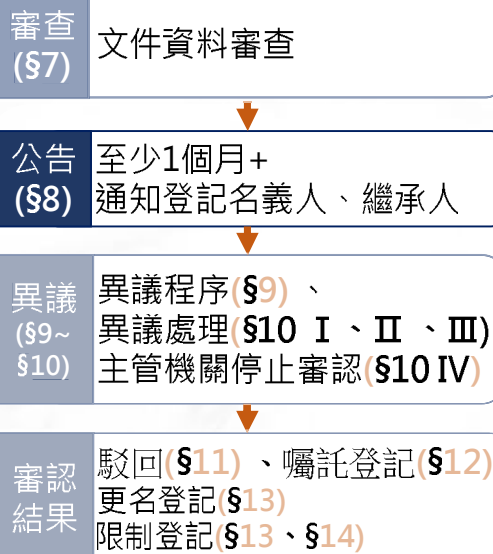 審查
(§7)
文件資料審查
公告
(§8)
至少1個月+
通知登記名義人、繼承人
異議
(§9~
§10)
異議程序(§9) 、
異議處理(§10 Ⅰ、Ⅱ 、Ⅲ)
主管機關停止審認(§10 Ⅳ)
審認
結果
駁回(§11) 、囑託登記(§12)
更名登記(§13)
限制登記(§13、§14)